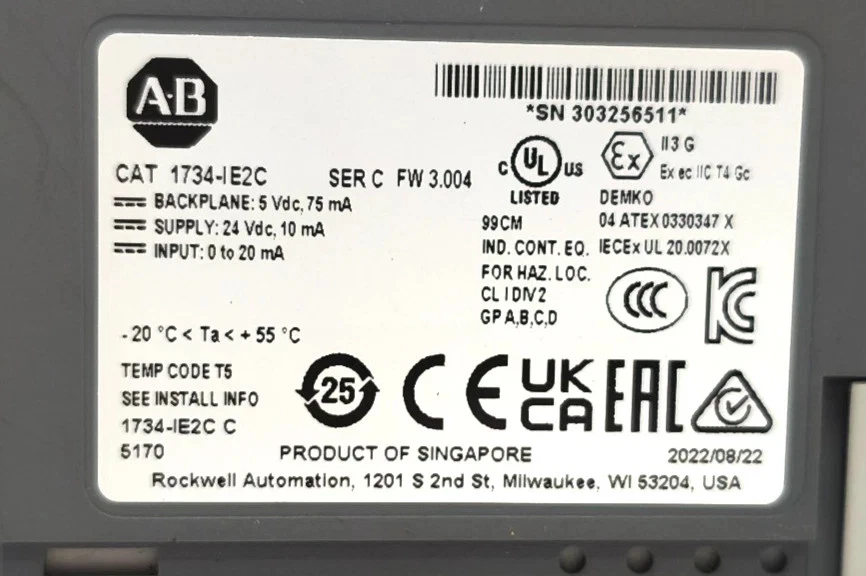 A·B
*SN 303256511*
CAT 1734-IE2C SER C FW 3.004
BACKPLANE: 5 Vdc, 75 mA
SUPPLY: 24 Vdc, 10 mA
INPUT: 0 to 20 mA
C UL US
LISTED
99CM
IND. CONT. EQ.
FOR HAZ. LOC.
CL I DIV 2
GP A,B,C,D
Ex
II 3 G
Ex ec IIC T4 Gc
DEMKO
04 ATEX 0330347 X
IECEx UL 20.0072X
CCC
KC
-20 °C < Ta < +55 °C
TEMP CODE T5
SEE INSTALL INFO
1734-IE2C C
5170
25
CE
UK
CA
EAC
PRODUCT OF SINGAPORE
2022/08/22
Rockwell Automation, 1201 S 2nd St, Milwaukee, WI 53204, USA